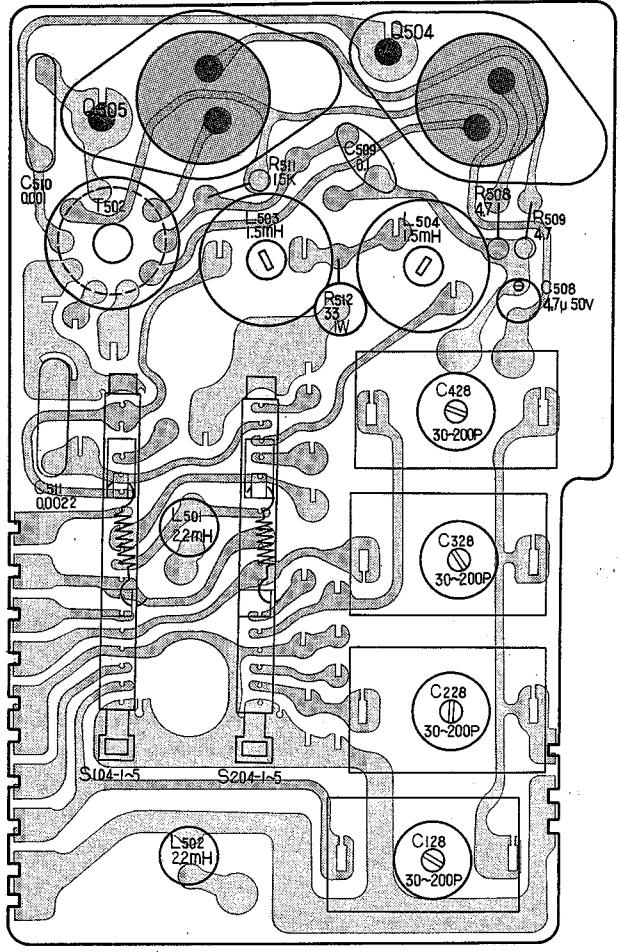 Q504
Q505
C509
0.1
R511
1.5K
C510
0.001
T502
R508
4.7
L503
1.5mH
L504
1.5mH
R509
4.7
R512
33
1W
C508
4.7μ 50V
C428
30~200P
C511
0.0022
L501
2.2mH
C328
30~200P
C228
30~200P
S104-1~5
S204-1~5
L502
2.2mH
C128
30~200P